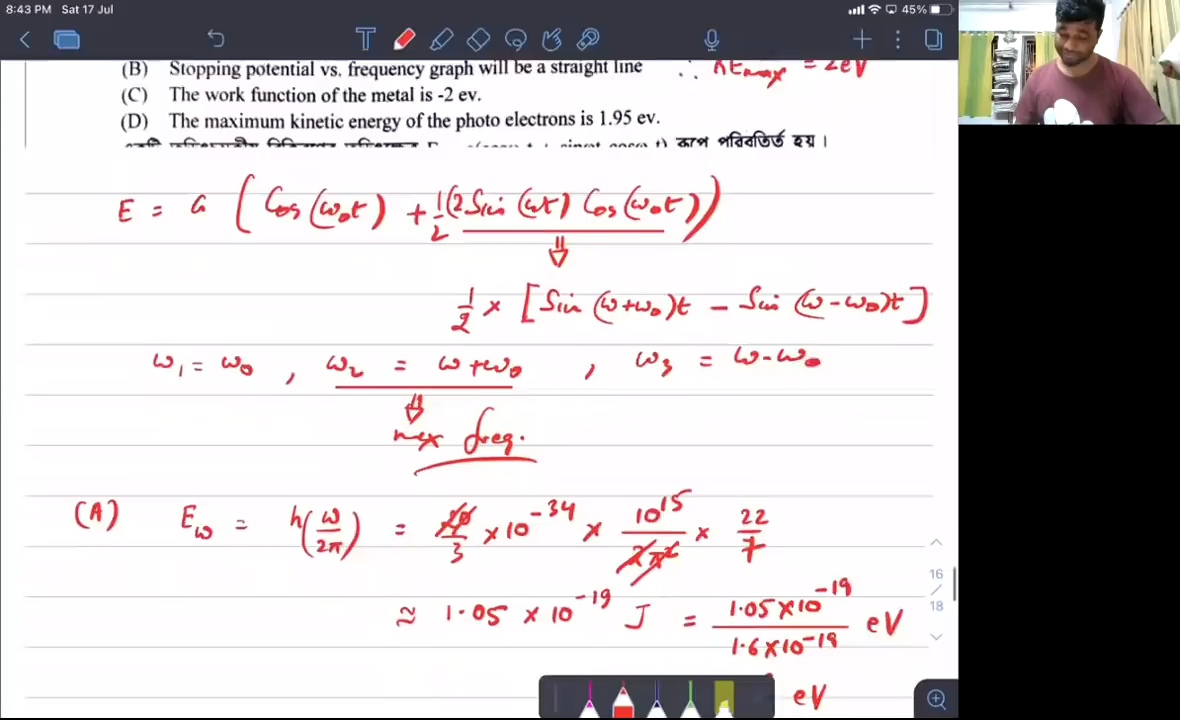 8:43 PM Sat 17 Jul 45%
T
(B) Stopping potential vs. frequency graph will be a straight line ∴ KEmax = 2eV
(C) The work function of the metal is -2 ev.
(D) The maximum kinetic energy of the photo electrons is 1.95 ev.
রূপে পরিবর্তিত হয়।
E = a (Cos(ω₀t) + 1/2 (2Sin(ωt) Cos(ω₀t))
⇓
1/2 × [Sin(ω+ω₀)t − Sin(ω−ω₀)t]
ω₁ = ω₀ , ω₂ = ω+ω₀ , ω₃ = ω−ω₀
⇓
max freq.
(A) Eω = h(ω/2π) = 20/3 × 10⁻³⁴ × 10¹⁵/2π × 22/7
16
/
18
≈ 1.05 × 10⁻¹⁹ J = 1.05×10⁻¹⁹/1.6×10⁻¹⁹ eV
eV